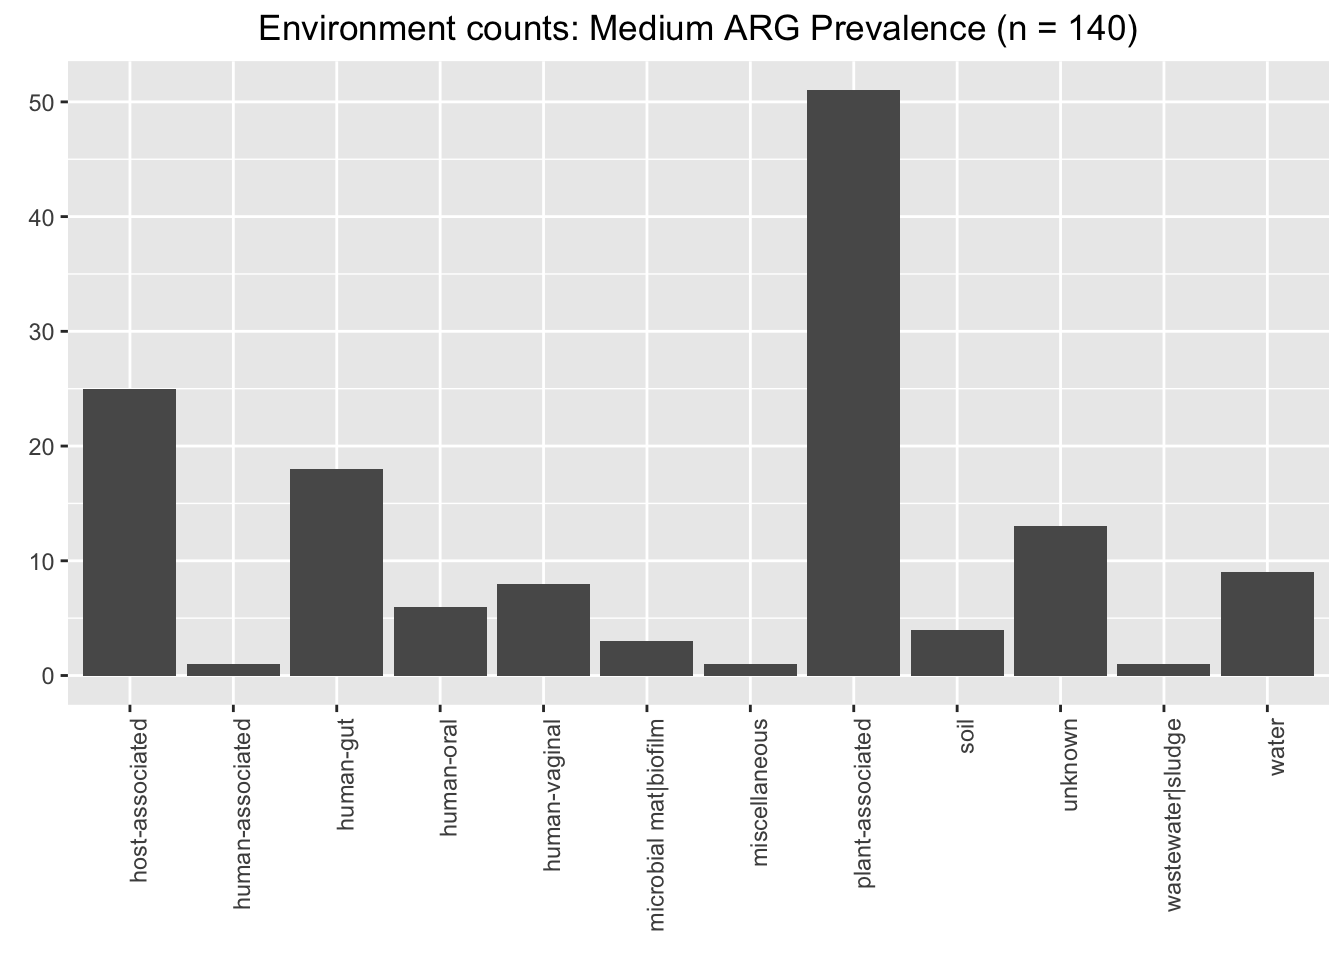 Environment counts: Medium ARG Prevalence (n = 140)
50
40
30
20
10
0
host-associated
human-associated
human-gut
human-oral
human-vaginal
microbial mat|biofilm
miscellaneous
plant-associated
soil
unknown
wastewater|sludge
water